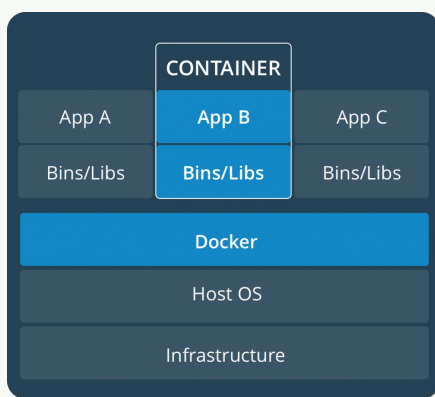 CONTAINER
App A App B App C
Bins/Libs Bins/Libs Bins/Libs
Docker
Host OS
Infrastructure